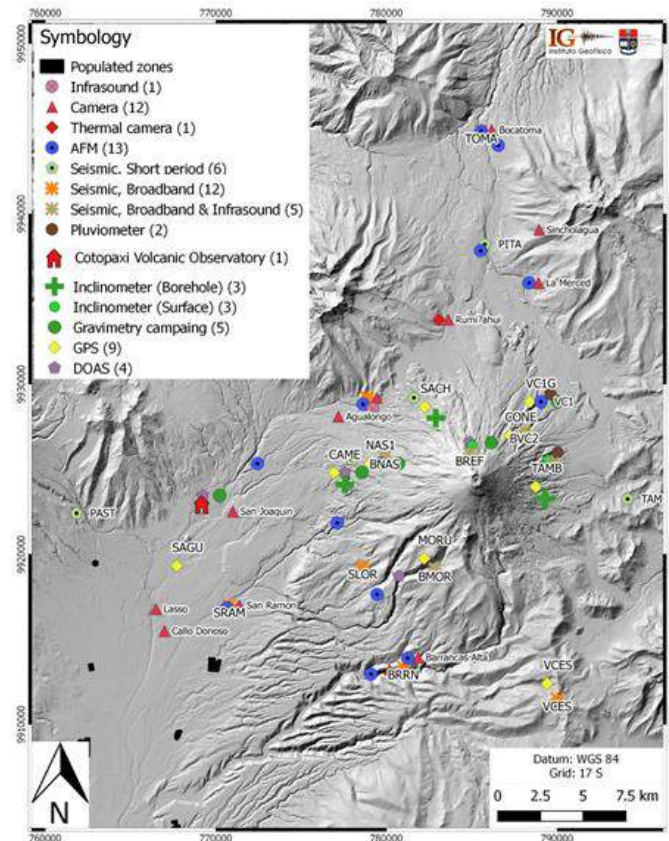 760000 770000 780000 790000
9950000
9940000
9930000
9920000
9910000
Symbology
Populated zones
Infrasound (1)
Camera (12)
Thermal camera (1)
AFM (13)
Seismic, Short period (6)
Seismic, Broadband (12)
Seismic, Broadband & Infrasound (5)
Pluviometer (2)
Cotopaxi Volcanic Observatory (1)
Inclinometer (Borehole) (3)
Inclinometer (Surface) (3)
Gravimetry campaing (5)
GPS (9)
DOAS (4)
IG
Instituto Geofísico
TOMA
Bocatoma
Sincholagua
PITA
La Merced
Rumiñahui
SACH
VC1G
VC1
CONE
Agualongo
NAS1
BVC2
CAME
BNAS
BREF
TAMB
TAM
PAST
San Joaquin
SAGU
MORU
SLOR
BMOR
Lasso
SRAM
San Ramon
Callo Donoso
Barrancas-Alta
BRRN
VCES
VCES
N
Datum: WGS 84
Grid: 17 S
0 2.5 5 7.5 km
760000 770000 780000 790000